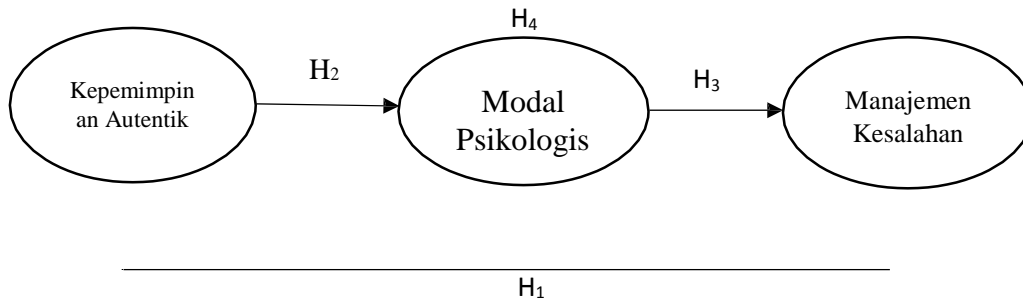 H4
H2
H3
Kepemimpin
an Autentik
Modal
Psikologis
Manajemen
Kesalahan
H1